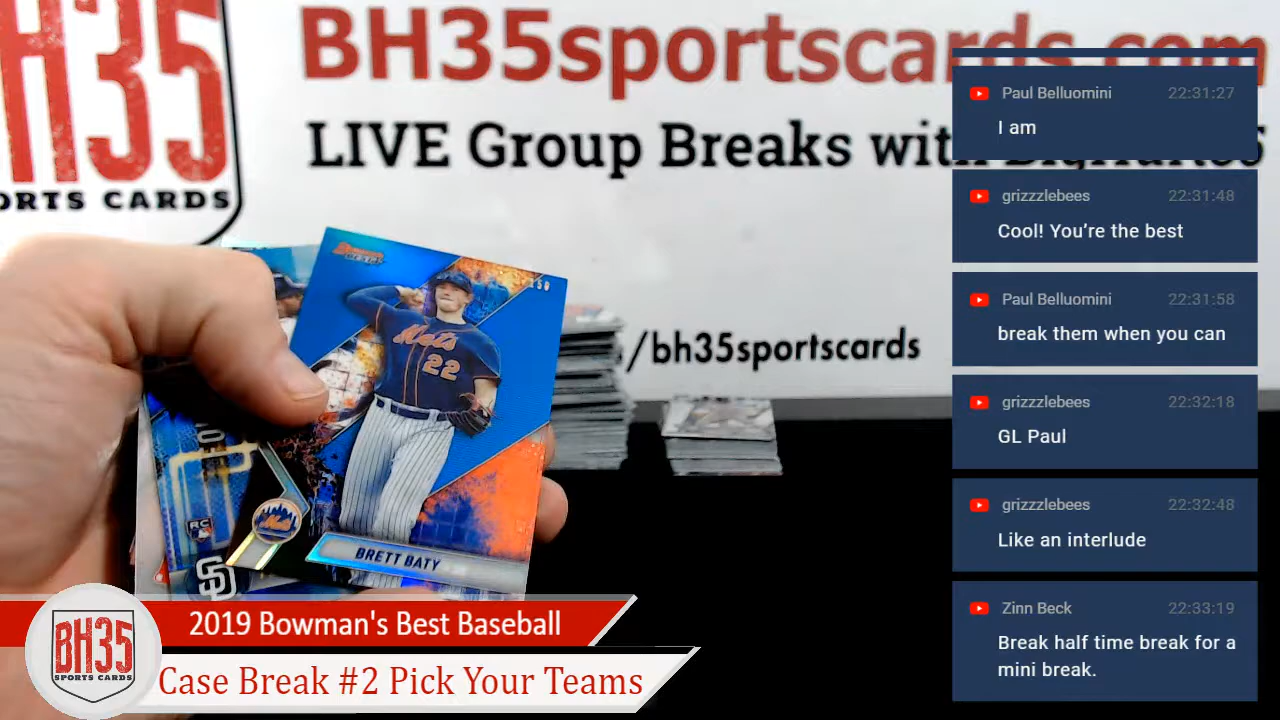 BH35
SPORTS CARDS
BH35sportscards.com
LIVE Group Breaks with
/bh35sportscards
Bowman's
BEST
150
Mets
22
Mets
RC
SD
BRETT BATY
BH35
SPORTS CARDS
2019 Bowman's Best Baseball
Case Break #2 Pick Your Teams
Paul Belluomini 22:31:27
I am
grizzzlebees 22:31:48
Cool! You’re the best
Paul Belluomini 22:31:58
break them when you can
grizzzlebees 22:32:18
GL Paul
grizzzlebees 22:32:48
Like an interlude
Zinn Beck 22:33:19
Break half time break for a
mini break.